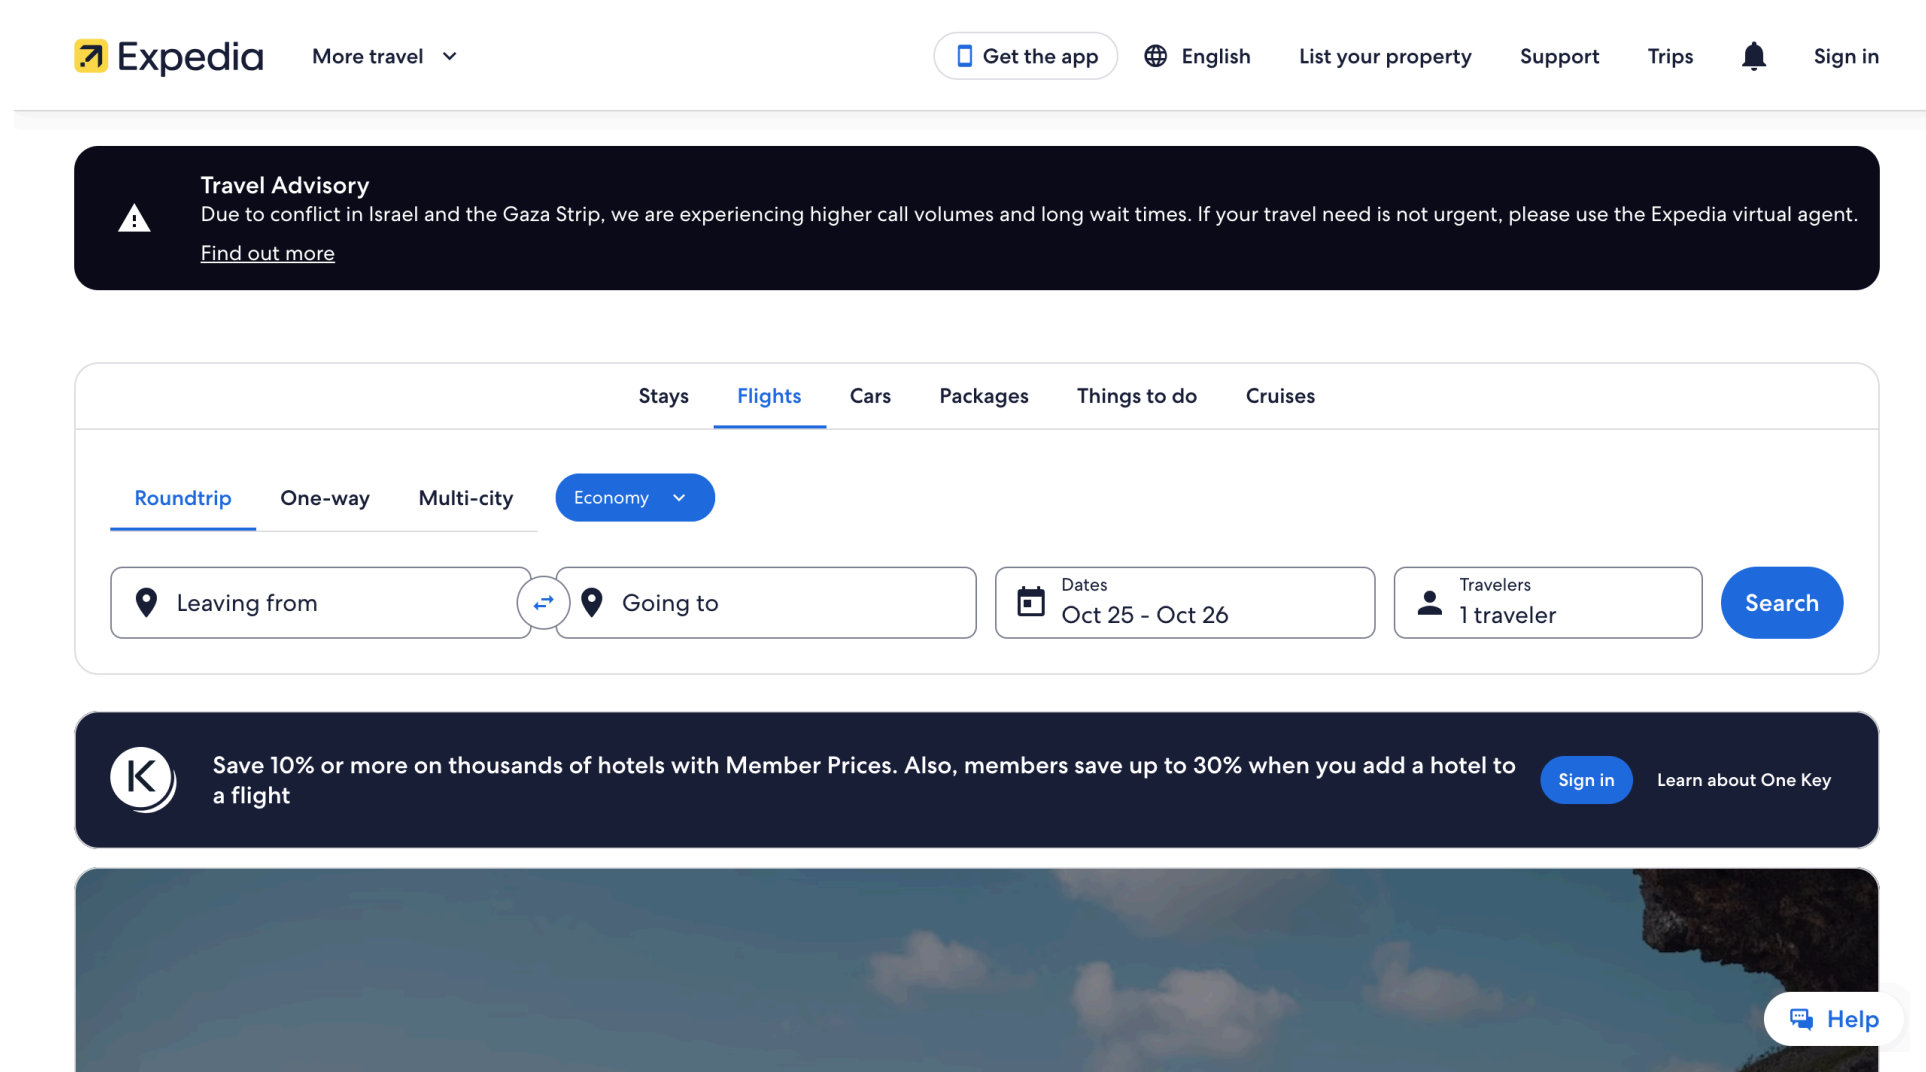 Expedia
More travel
Get the app
English
List your property
Support
Trips
Sign in
Travel Advisory
Due to conflict in Israel and the Gaza Strip, we are experiencing higher call volumes and long wait times. If your travel need is not urgent, please use the Expedia virtual agent.
Find out more
Stays
Flights
Cars
Packages
Things to do
Cruises
Roundtrip
One-way
Multi-city
Economy
Leaving from
Going to
Dates
Oct 25 - Oct 26
Travelers
1 traveler
Search
K
Save 10% or more on thousands of hotels with Member Prices. Also, members save up to 30% when you add a hotel to
a flight
Sign in
Learn about One Key
Help